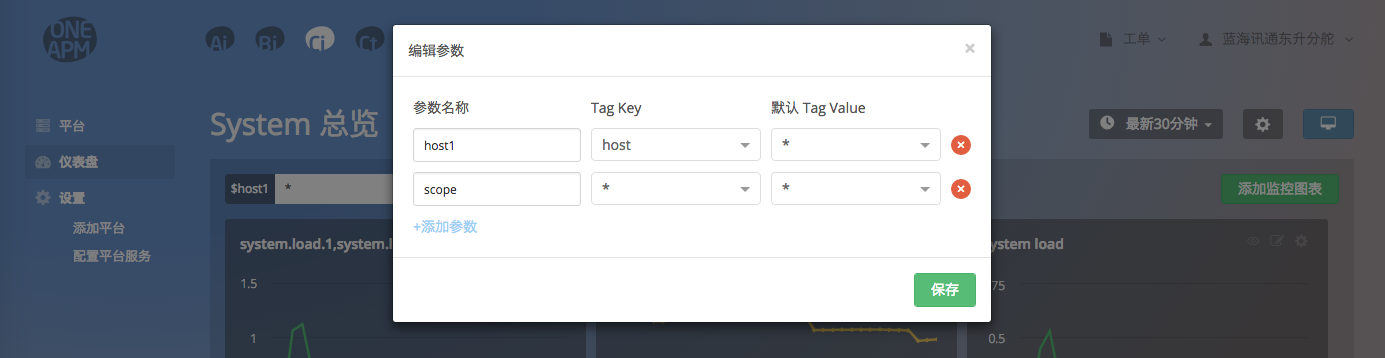 ONE
APM
Ai
Bi
Ci
Ct
工单
蓝海讯通东升分舵
编辑参数
×
参数名称
Tag Key
默认 Tag Value
host1
host
*
scope
*
*
+添加参数
保存
平台
仪表盘
设置
添加平台
配置平台服务
System 总览
最新30分钟
$host1
*
添加监控图表
system.load.1,system.l
1.5
1
ystem load
75
0.5